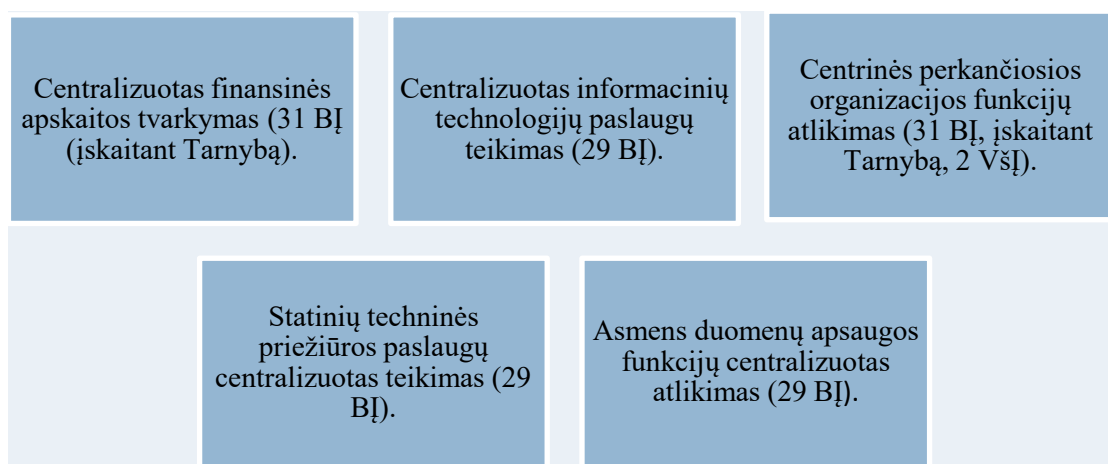 Centralizuotas finansinės
apskaitos tvarkymas (31 BĮ
(įskaitant Tarnybą).
Centralizuotas informacinių
technologijų paslaugų
teikimas (29 BĮ).
Centrinės perkančiosios
organizacijos funkcijų
atlikimas (31 BĮ, įskaitant
Tarnybą, 2 VšĮ).
Statinių techninės
priežiūros paslaugų
centralizuotas teikimas (29
BĮ).
Asmens duomenų apsaugos
funkcijų centralizuotas
atlikimas (29 BĮ).